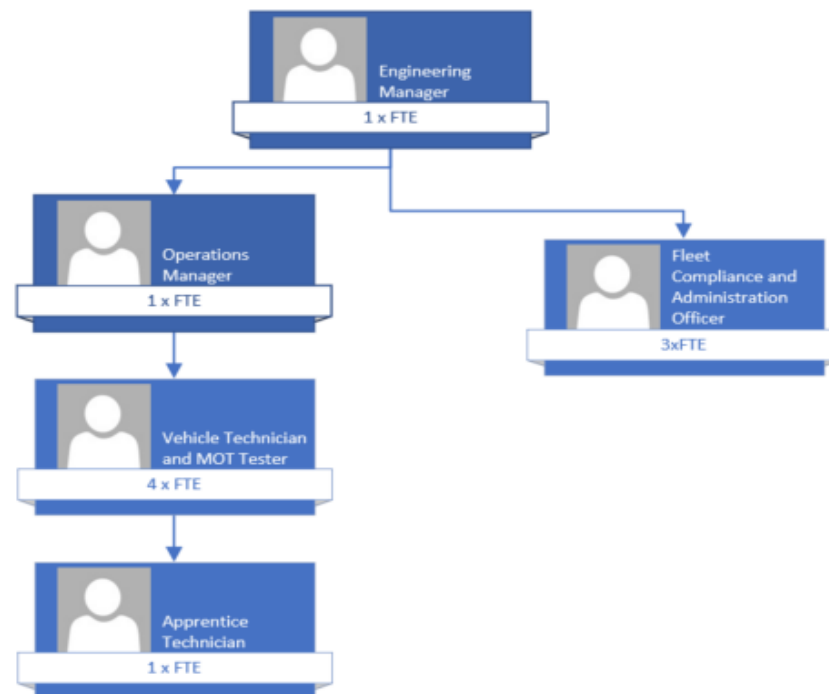 Engineering
Manager
1 x FTE
Operations
Manager
1 x FTE
Fleet
Compliance and
Administration
Officer
3xFTE
Vehicle Technician
and MOT Tester
4 x FTE
Apprentice
Technician
1 x FTE